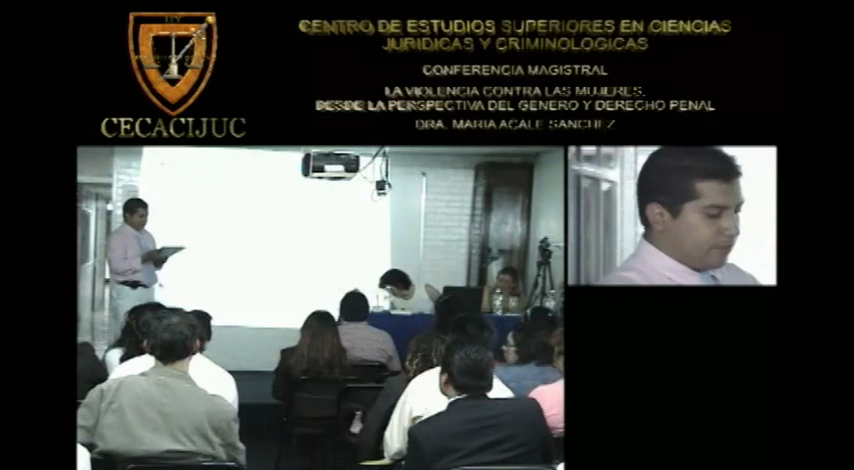 CENTRO DE ESTUDIOS SUPERIORES EN CIENCIAS
JURIDICAS Y CRIMINOLOGICAS
CONFERENCIA MAGISTRAL
LA VIOLENCIA CONTRA LAS MUJERES.
DESDE LA PERSPECTIVA DEL GENERO Y DERECHO PENAL
DRA. MARIA ACALE SANCHEZ
CECACIJUC